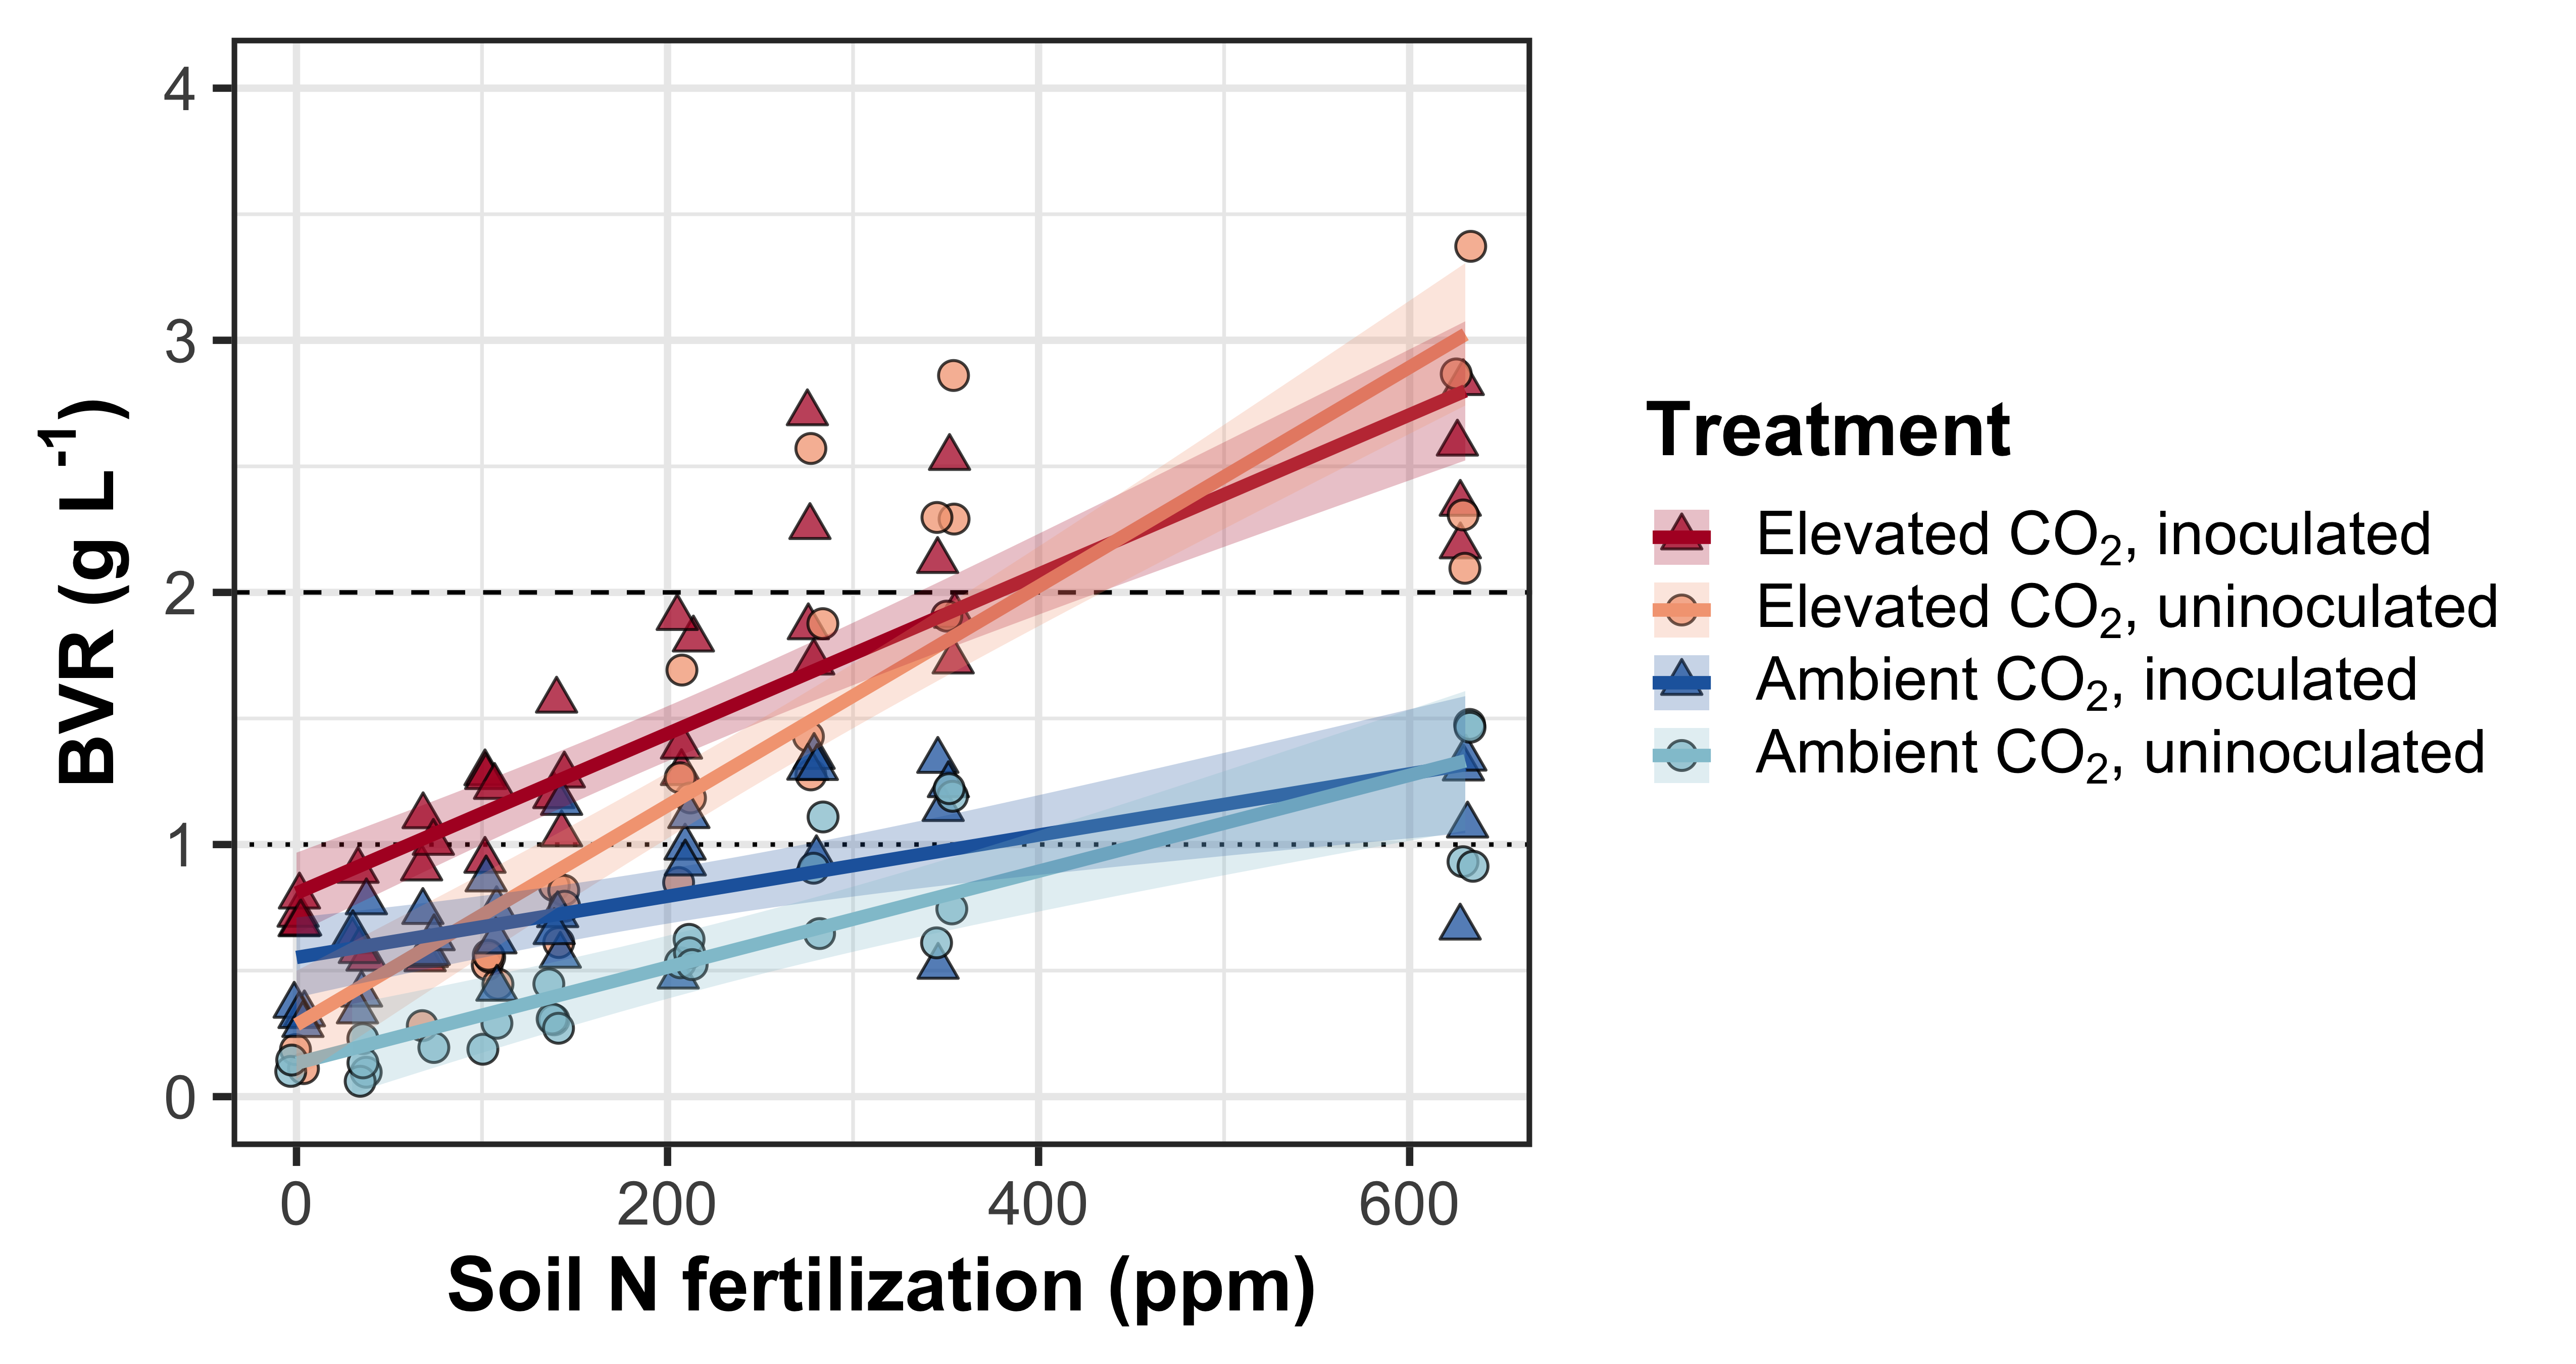 4
3
2
1
0
BVR (g L⁻¹)
0 200 400 600
Soil N fertilization (ppm)
Treatment
Elevated CO₂, inoculated
Elevated CO₂, uninoculated
Ambient CO₂, inoculated
Ambient CO₂, uninoculated